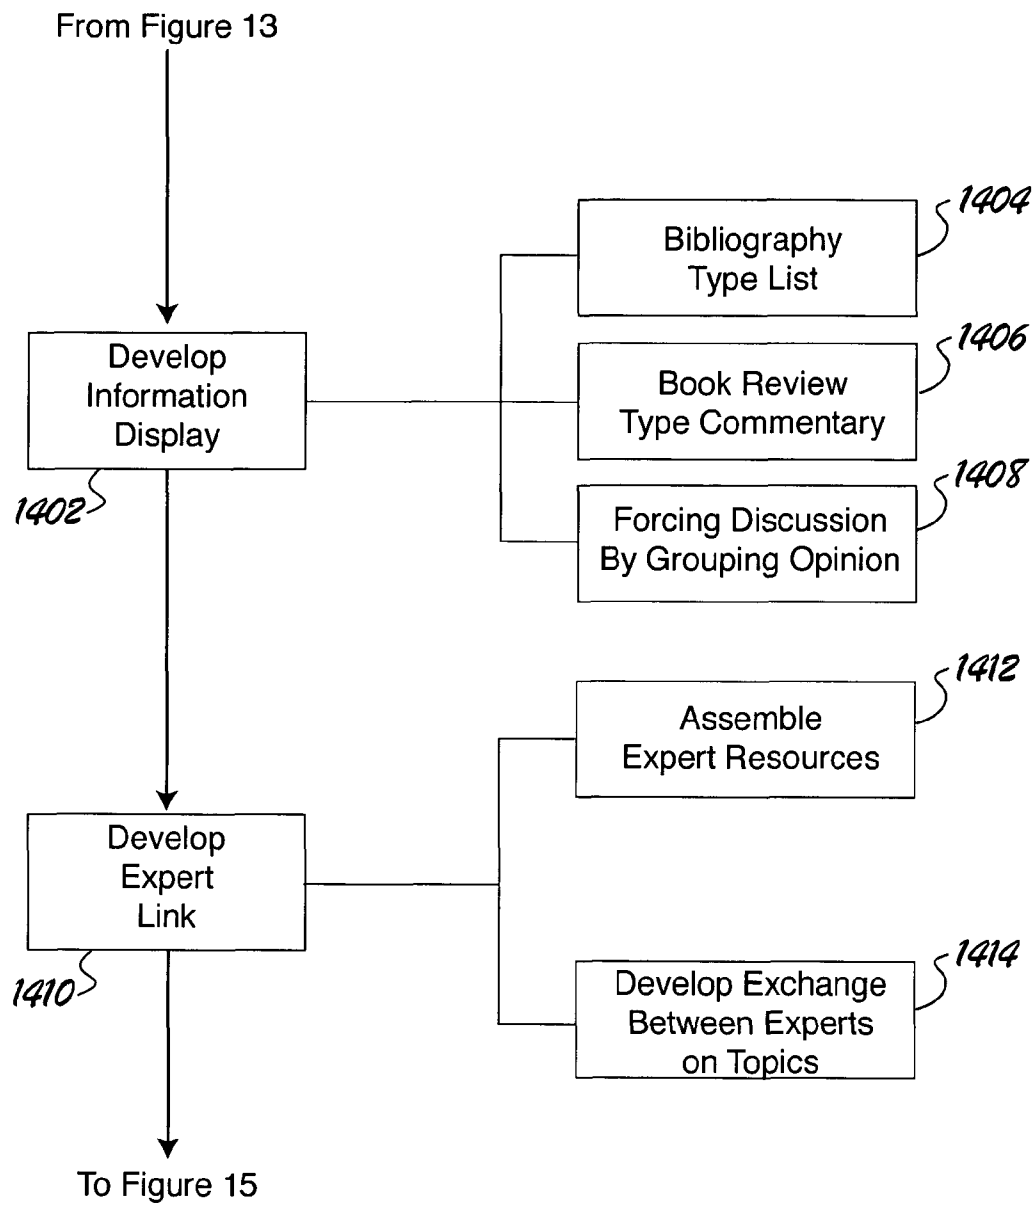 From Figure 13
1404
Bibliography
Type List
1406
Develop
Information
Display
1402
Book Review
Type Commentary
1408
Forcing Discussion
By Grouping Opinion
1412
Assemble
Expert Resources
Develop
Expert
Link
1410
1414
Develop Exchange
Between Experts
on Topics
To Figure 15